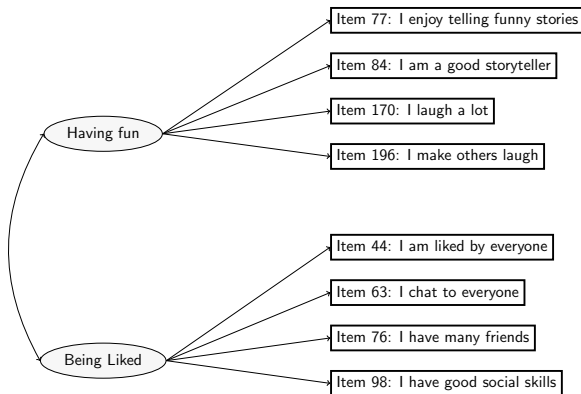 Item 77: I enjoy telling funny stories
Item 84: I am a good storyteller
Having fun
Item 170: I laugh a lot
Item 196: I make others laugh
Item 44: I am liked by everyone
Item 63: I chat to everyone
Item 76: I have many friends
Being Liked
Item 98: I have good social skills